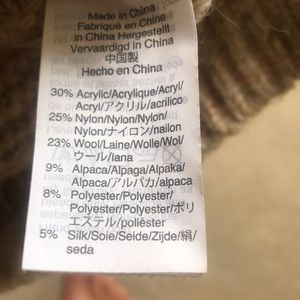 Made in China
Fabriqué en Chine
in China Hergestellt
Vervaardigd in China
中国製
Hecho en China
30% Acrylic/Acrylique/Acryl/
Acryl/アクリル/acrilico
25% Nylon/Nylon/Nylon/
Nylon/ナイロン/nailon
23% Wool/Laine/Wolle/Wol/
ウール/lana
9% Alpaca/Alpaga/Alpaka/
Alpaca/アルパカ/alpaca
8% Polyester/Polyester/
Polyester/Polyester/ポリ
エステル/poliéster
5% Silk/Soie/Seide/Zijde/絹/
seda